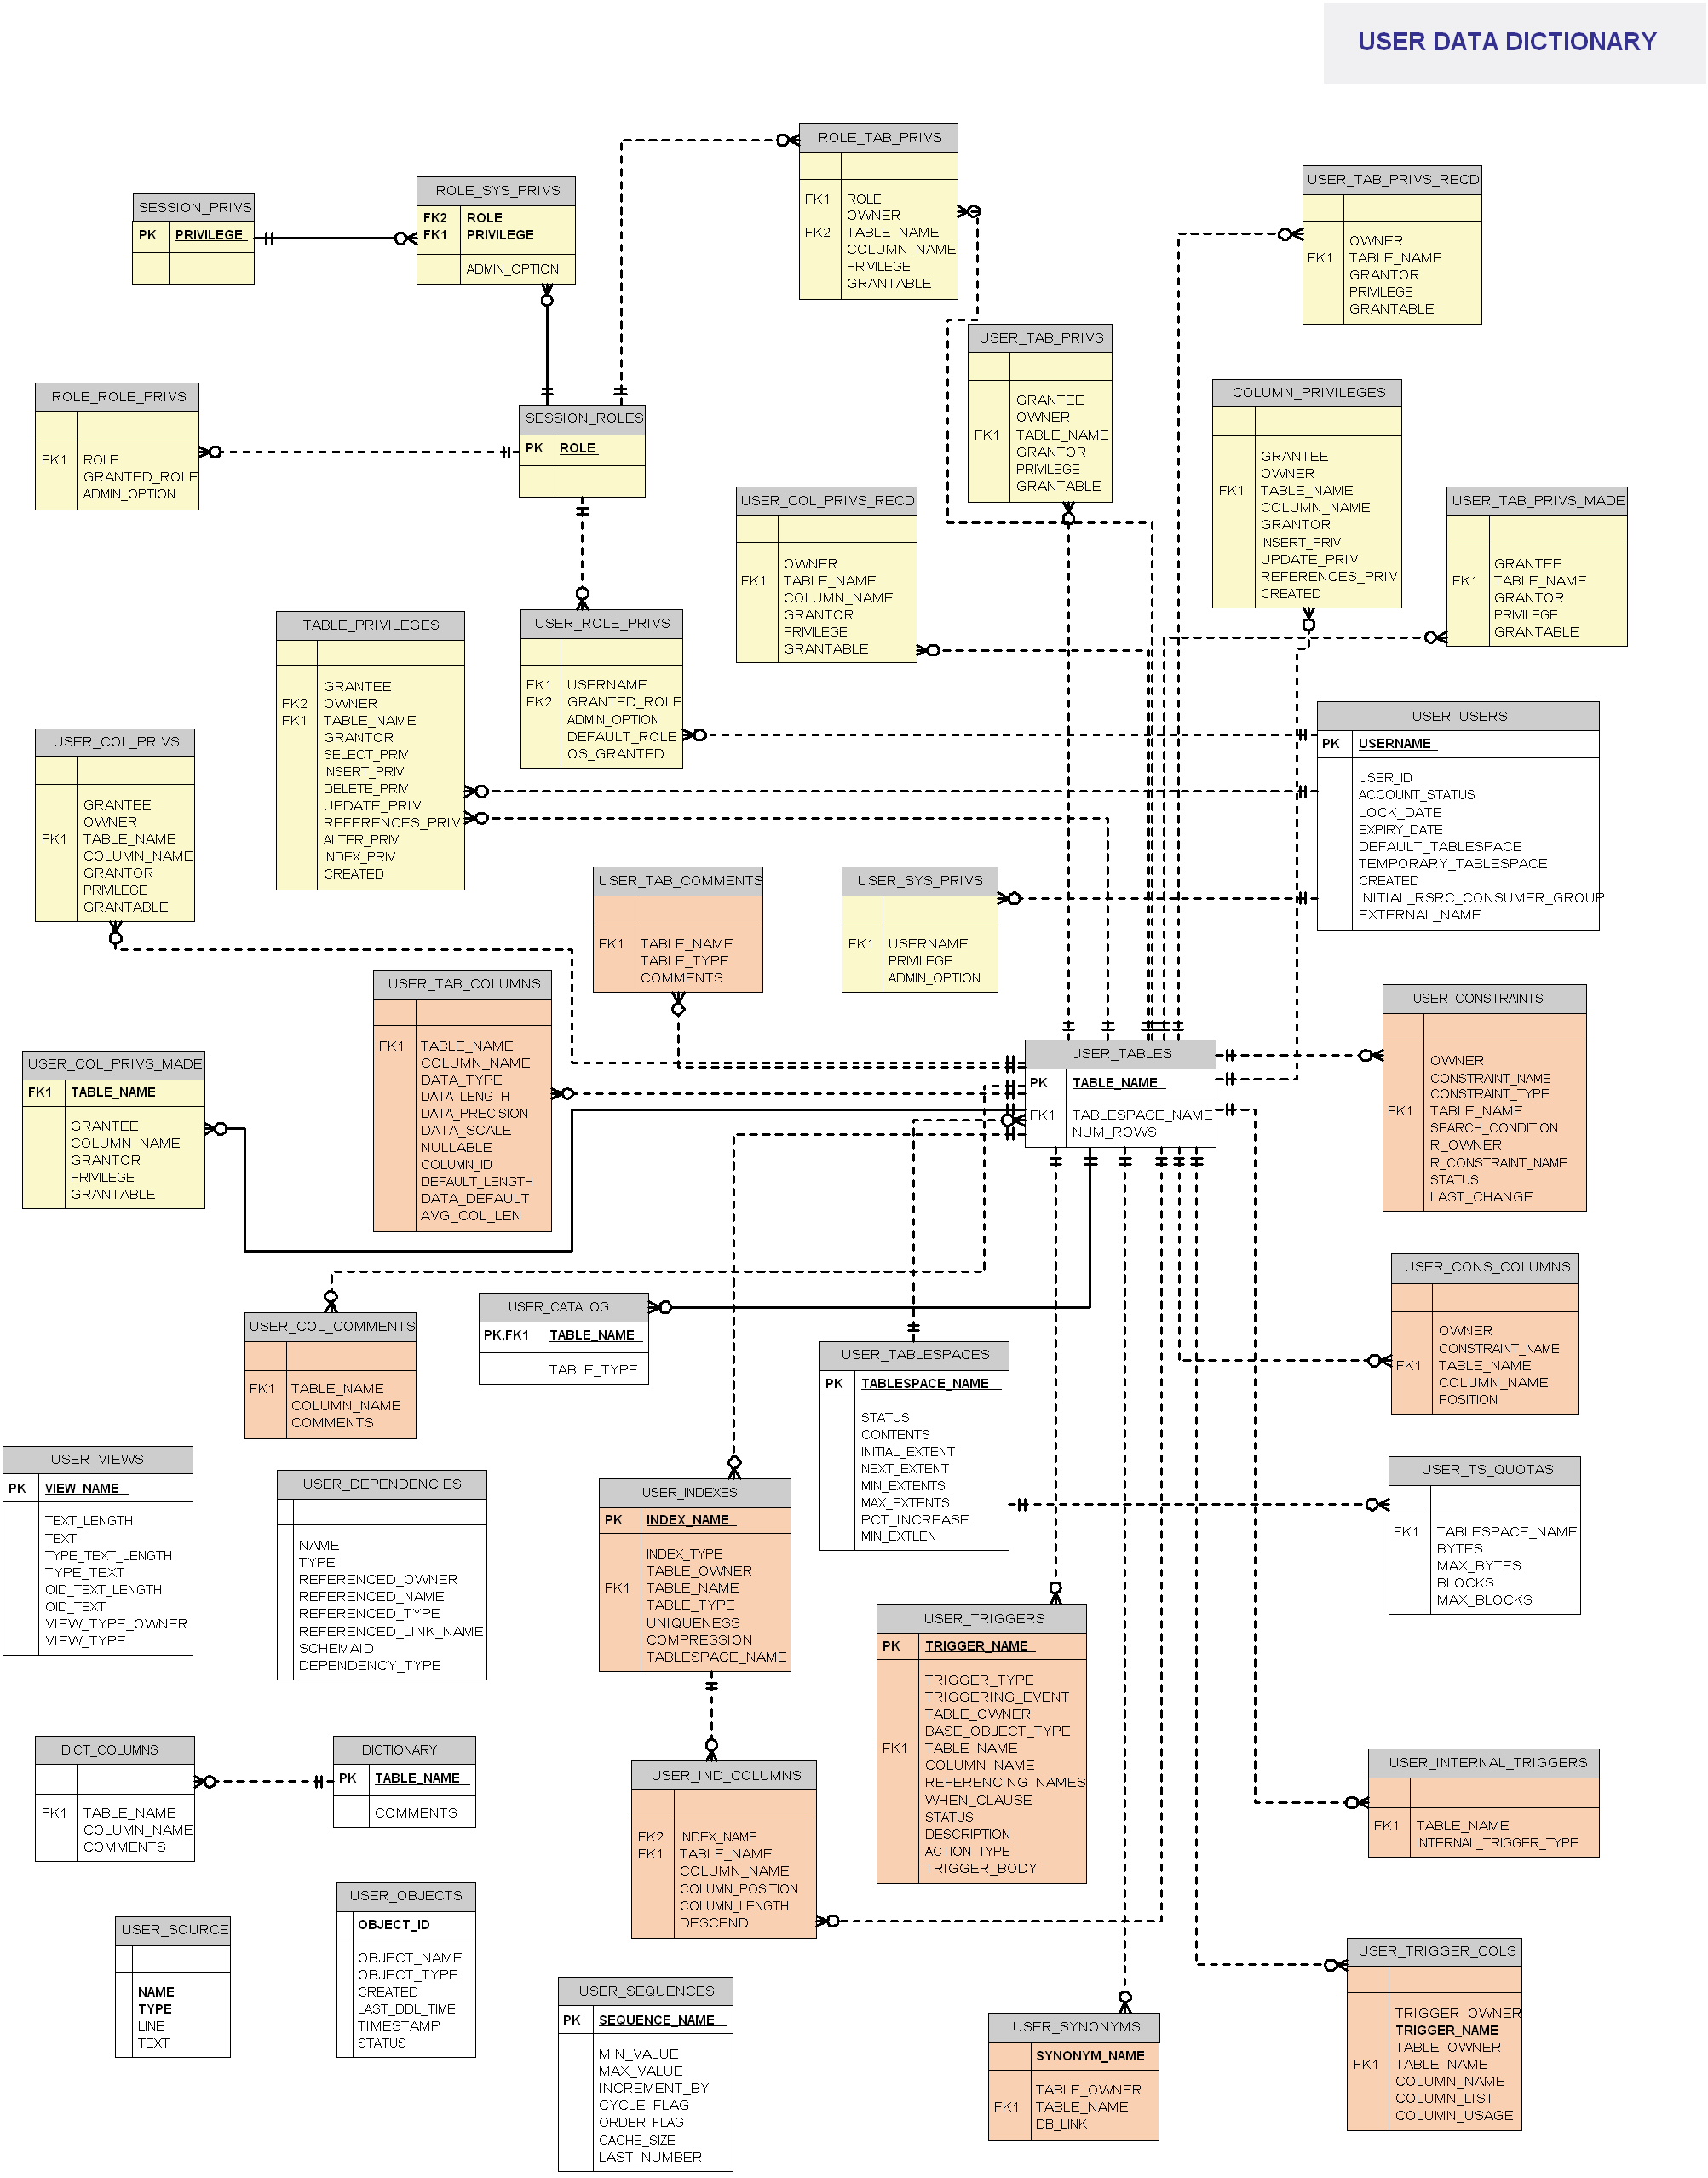 USER DATA DICTIONARY
ROLE_TAB_PRIVS
FK1 ROLE
OWNER
FK2 TABLE_NAME
COLUMN_NAME
PRIVILEGE
GRANTABLE
USER_TAB_PRIVS_RECD
OWNER
FK1 TABLE_NAME
GRANTOR
PRIVILEGE
GRANTABLE
SESSION_PRIVS
PK PRIVILEGE
ROLE_SYS_PRIVS
FK2 ROLE
FK1 PRIVILEGE
ADMIN_OPTION
USER_TAB_PRIVS
GRANTEE
OWNER
FK1 TABLE_NAME
GRANTOR
PRIVILEGE
GRANTABLE
ROLE_ROLE_PRIVS
FK1 ROLE
GRANTED_ROLE
ADMIN_OPTION
SESSION_ROLES
PK ROLE
COLUMN_PRIVILEGES
GRANTEE
OWNER
FK1 TABLE_NAME
COLUMN_NAME
GRANTOR
INSERT_PRIV
UPDATE_PRIV
REFERENCES_PRIV
CREATED
USER_COL_PRIVS_RECD
OWNER
FK1 TABLE_NAME
COLUMN_NAME
GRANTOR
PRIVILEGE
GRANTABLE
USER_TAB_PRIVS_MADE
GRANTEE
FK1 TABLE_NAME
GRANTOR
PRIVILEGE
GRANTABLE
TABLE_PRIVILEGES
GRANTEE
FK2 OWNER
FK1 TABLE_NAME
GRANTOR
SELECT_PRIV
INSERT_PRIV
DELETE_PRIV
UPDATE_PRIV
REFERENCES_PRIV
ALTER_PRIV
INDEX_PRIV
CREATED
USER_ROLE_PRIVS
FK1 USERNAME
FK2 GRANTED_ROLE
ADMIN_OPTION
DEFAULT_ROLE
OS_GRANTED
USER_USERS
PK USERNAME
USER_ID
ACCOUNT_STATUS
LOCK_DATE
EXPIRY_DATE
DEFAULT_TABLESPACE
TEMPORARY_TABLESPACE
CREATED
INITIAL_RSRC_CONSUMER_GROUP
EXTERNAL_NAME
USER_COL_PRIVS
GRANTEE
OWNER
FK1 TABLE_NAME
COLUMN_NAME
GRANTOR
PRIVILEGE
GRANTABLE
USER_TAB_COMMENTS
FK1 TABLE_NAME
TABLE_TYPE
COMMENTS
USER_SYS_PRIVS
FK1 USERNAME
PRIVILEGE
ADMIN_OPTION
USER_TAB_COLUMNS
FK1 TABLE_NAME
COLUMN_NAME
DATA_TYPE
DATA_LENGTH
DATA_PRECISION
DATA_SCALE
NULLABLE
COLUMN_ID
DEFAULT_LENGTH
DATA_DEFAULT
AVG_COL_LEN
USER_CONSTRAINTS
OWNER
CONSTRAINT_NAME
CONSTRAINT_TYPE
FK1 TABLE_NAME
SEARCH_CONDITION
R_OWNER
R_CONSTRAINT_NAME
STATUS
LAST_CHANGE
USER_COL_PRIVS_MADE
FK1 TABLE_NAME
GRANTEE
COLUMN_NAME
GRANTOR
PRIVILEGE
GRANTABLE
USER_TABLES
PK TABLE_NAME
FK1 TABLESPACE_NAME
NUM_ROWS
USER_CONS_COLUMNS
OWNER
CONSTRAINT_NAME
FK1 TABLE_NAME
COLUMN_NAME
POSITION
USER_COL_COMMENTS
FK1 TABLE_NAME
COLUMN_NAME
COMMENTS
USER_CATALOG
PK,FK1 TABLE_NAME
TABLE_TYPE
USER_TABLESPACES
PK TABLESPACE_NAME
STATUS
CONTENTS
INITIAL_EXTENT
NEXT_EXTENT
MIN_EXTENTS
MAX_EXTENTS
PCT_INCREASE
MIN_EXTLEN
USER_VIEWS
PK VIEW_NAME
TEXT_LENGTH
TEXT
TYPE_TEXT_LENGTH
TYPE_TEXT
OID_TEXT_LENGTH
OID_TEXT
VIEW_TYPE_OWNER
VIEW_TYPE
USER_DEPENDENCIES
NAME
TYPE
REFERENCED_OWNER
REFERENCED_NAME
REFERENCED_TYPE
REFERENCED_LINK_NAME
SCHEMAID
DEPENDENCY_TYPE
USER_INDEXES
PK INDEX_NAME
INDEX_TYPE
TABLE_OWNER
FK1 TABLE_NAME
TABLE_TYPE
UNIQUENESS
COMPRESSION
TABLESPACE_NAME
USER_TS_QUOTAS
FK1 TABLESPACE_NAME
BYTES
MAX_BYTES
BLOCKS
MAX_BLOCKS
USER_TRIGGERS
PK TRIGGER_NAME
TRIGGER_TYPE
TRIGGERING_EVENT
TABLE_OWNER
BASE_OBJECT_TYPE
FK1 TABLE_NAME
COLUMN_NAME
REFERENCING_NAMES
WHEN_CLAUSE
STATUS
DESCRIPTION
ACTION_TYPE
TRIGGER_BODY
DICT_COLUMNS
FK1 TABLE_NAME
COLUMN_NAME
COMMENTS
DICTIONARY
PK TABLE_NAME
COMMENTS
USER_IND_COLUMNS
FK2 INDEX_NAME
FK1 TABLE_NAME
COLUMN_NAME
COLUMN_POSITION
COLUMN_LENGTH
DESCEND
USER_INTERNAL_TRIGGERS
FK1 TABLE_NAME
INTERNAL_TRIGGER_TYPE
USER_SOURCE
NAME
TYPE
LINE
TEXT
USER_OBJECTS
OBJECT_ID
OBJECT_NAME
OBJECT_TYPE
CREATED
LAST_DDL_TIME
TIMESTAMP
STATUS
USER_SEQUENCES
PK SEQUENCE_NAME
MIN_VALUE
MAX_VALUE
INCREMENT_BY
CYCLE_FLAG
ORDER_FLAG
CACHE_SIZE
LAST_NUMBER
USER_SYNONYMS
SYNONYM_NAME
TABLE_OWNER
FK1 TABLE_NAME
DB_LINK
USER_TRIGGER_COLS
TRIGGER_OWNER
TRIGGER_NAME
TABLE_OWNER
FK1 TABLE_NAME
COLUMN_NAME
COLUMN_LIST
COLUMN_USAGE